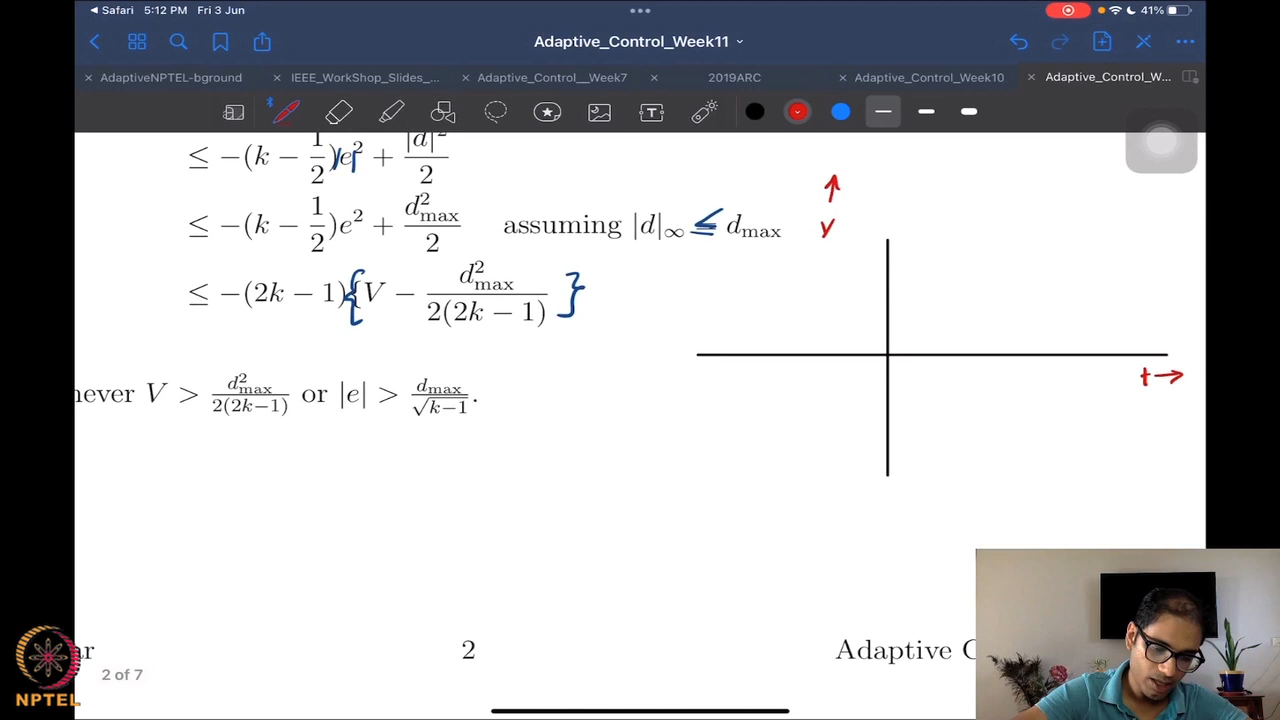 Safari 5:12 PM Fri 3 Jun 41%
Adaptive_Control_Week11
AdaptiveNPTEL-bground IEEE_WorkShop_Slides_... Adaptive_Control__Week7 2019ARC Adaptive_Control_Week10 Adaptive_Control_W...
≤ −(k − 1/2)e² + |d|²/2
≤ −(k − 1/2)e² + d²max/2 assuming |d|∞ ≤ dmax
≤ −(2k − 1){V − d²max/2(2k − 1)}
never V > d²max/2(2k−1) or |e| > dmax/√k−1.
V
t
2 Adaptive C
2 of 7
NPTEL